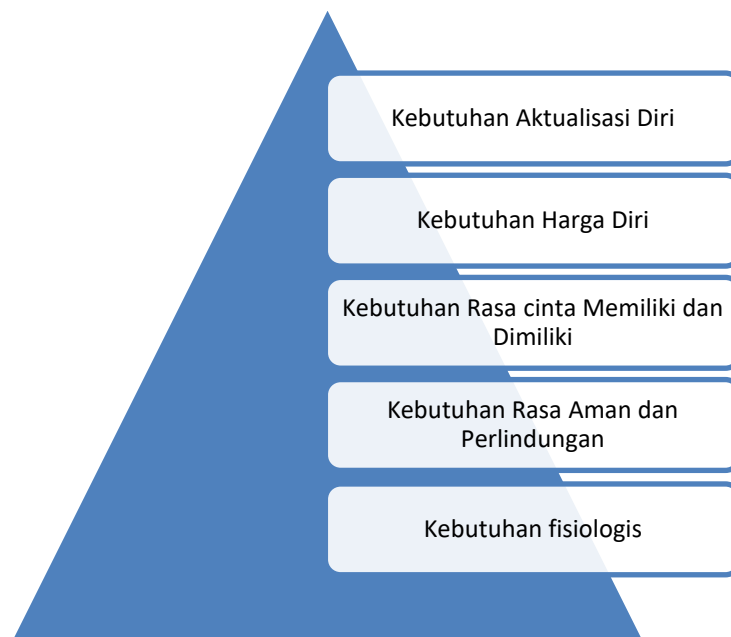 Kebutuhan Aktualisasi Diri
Kebutuhan Harga Diri
Kebutuhan Rasa cinta Memiliki dan
Dimiliki
Kebutuhan Rasa Aman dan
Perlindungan
Kebutuhan fisiologis